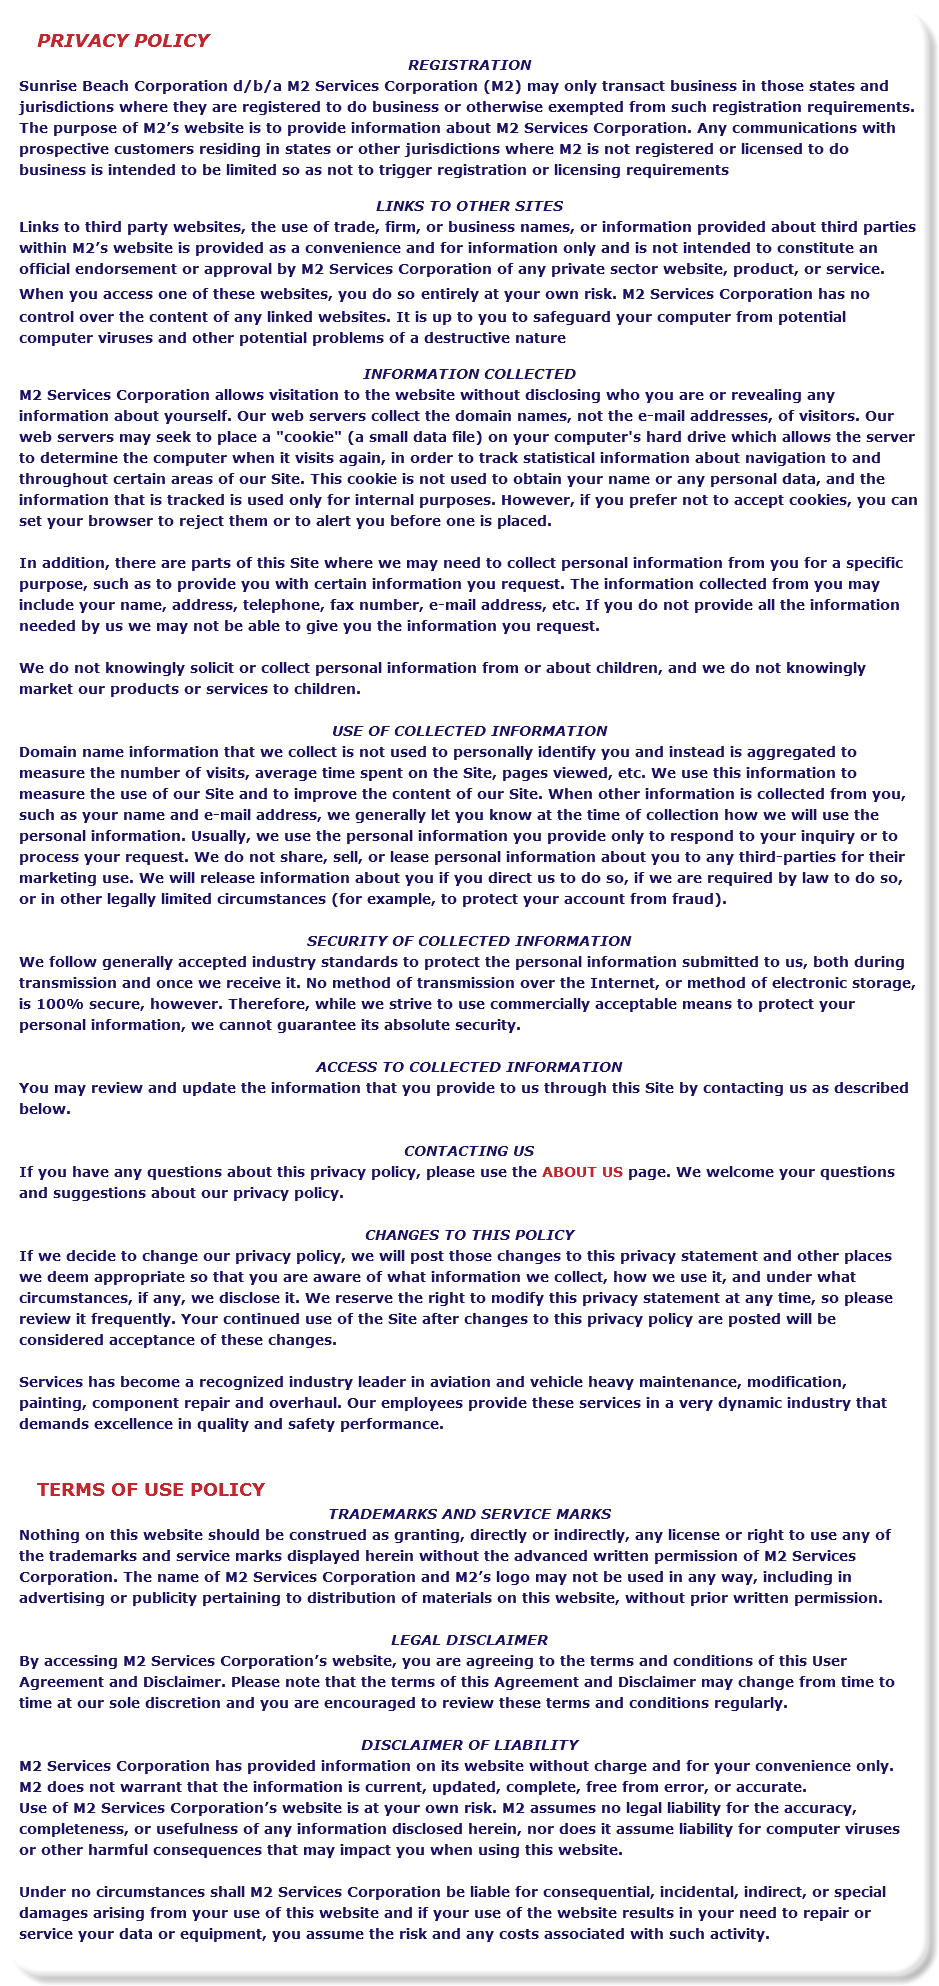 PRIVACY POLICY
REGISTRATION
Sunrise Beach Corporation d/b/a M2 Services Corporation (M2) may only transact business in those states and
jurisdictions where they are registered to do business or otherwise exempted from such registration requirements.
The purpose of M2’s website is to provide information about M2 Services Corporation. Any communications with
prospective customers residing in states or other jurisdictions where M2 is not registered or licensed to do
business is intended to be limited so as not to trigger registration or licensing requirements
LINKS TO OTHER SITES
Links to third party websites, the use of trade, firm, or business names, or information provided about third parties
within M2’s website is provided as a convenience and for information only and is not intended to constitute an
official endorsement or approval by M2 Services Corporation of any private sector website, product, or service.
When you access one of these websites, you do so entirely at your own risk. M2 Services Corporation has no
control over the content of any linked websites. It is up to you to safeguard your computer from potential
computer viruses and other potential problems of a destructive nature
INFORMATION COLLECTED
M2 Services Corporation allows visitation to the website without disclosing who you are or revealing any
information about yourself. Our web servers collect the domain names, not the e-mail addresses, of visitors. Our
web servers may seek to place a "cookie" (a small data file) on your computer's hard drive which allows the server
to determine the computer when it visits again, in order to track statistical information about navigation to and
throughout certain areas of our Site. This cookie is not used to obtain your name or any personal data, and the
information that is tracked is used only for internal purposes. However, if you prefer not to accept cookies, you can
set your browser to reject them or to alert you before one is placed.
In addition, there are parts of this Site where we may need to collect personal information from you for a specific
purpose, such as to provide you with certain information you request. The information collected from you may
include your name, address, telephone, fax number, e-mail address, etc. If you do not provide all the information
needed by us we may not be able to give you the information you request.
We do not knowingly solicit or collect personal information from or about children, and we do not knowingly
market our products or services to children.
USE OF COLLECTED INFORMATION
Domain name information that we collect is not used to personally identify you and instead is aggregated to
measure the number of visits, average time spent on the Site, pages viewed, etc. We use this information to
measure the use of our Site and to improve the content of our Site. When other information is collected from you,
such as your name and e-mail address, we generally let you know at the time of collection how we will use the
personal information. Usually, we use the personal information you provide only to respond to your inquiry or to
process your request. We do not share, sell, or lease personal information about you to any third-parties for their
marketing use. We will release information about you if you direct us to do so, if we are required by law to do so,
or in other legally limited circumstances (for example, to protect your account from fraud).
SECURITY OF COLLECTED INFORMATION
We follow generally accepted industry standards to protect the personal information submitted to us, both during
transmission and once we receive it. No method of transmission over the Internet, or method of electronic storage,
is 100% secure, however. Therefore, while we strive to use commercially acceptable means to protect your
personal information, we cannot guarantee its absolute security.
ACCESS TO COLLECTED INFORMATION
You may review and update the information that you provide to us through this Site by contacting us as described
below.
CONTACTING US
If you have any questions about this privacy policy, please use the ABOUT US page. We welcome your questions
and suggestions about our privacy policy.
CHANGES TO THIS POLICY
If we decide to change our privacy policy, we will post those changes to this privacy statement and other places
we deem appropriate so that you are aware of what information we collect, how we use it, and under what
circumstances, if any, we disclose it. We reserve the right to modify this privacy statement at any time, so please
review it frequently. Your continued use of the Site after changes to this privacy policy are posted will be
considered acceptance of these changes.
Services has become a recognized industry leader in aviation and vehicle heavy maintenance, modification,
painting, component repair and overhaul. Our employees provide these services in a very dynamic industry that
demands excellence in quality and safety performance.
TERMS OF USE POLICY
TRADEMARKS AND SERVICE MARKS
Nothing on this website should be construed as granting, directly or indirectly, any license or right to use any of
the trademarks and service marks displayed herein without the advanced written permission of M2 Services
Corporation. The name of M2 Services Corporation and M2’s logo may not be used in any way, including in
advertising or publicity pertaining to distribution of materials on this website, without prior written permission.
LEGAL DISCLAIMER
By accessing M2 Services Corporation’s website, you are agreeing to the terms and conditions of this User
Agreement and Disclaimer. Please note that the terms of this Agreement and Disclaimer may change from time to
time at our sole discretion and you are encouraged to review these terms and conditions regularly.
DISCLAIMER OF LIABILITY
M2 Services Corporation has provided information on its website without charge and for your convenience only.
M2 does not warrant that the information is current, updated, complete, free from error, or accurate.
Use of M2 Services Corporation’s website is at your own risk. M2 assumes no legal liability for the accuracy,
completeness, or usefulness of any information disclosed herein, nor does it assume liability for computer viruses
or other harmful consequences that may impact you when using this website.
Under no circumstances shall M2 Services Corporation be liable for consequential, incidental, indirect, or special
damages arising from your use of this website and if your use of the website results in your need to repair or
service your data or equipment, you assume the risk and any costs associated with such activity.